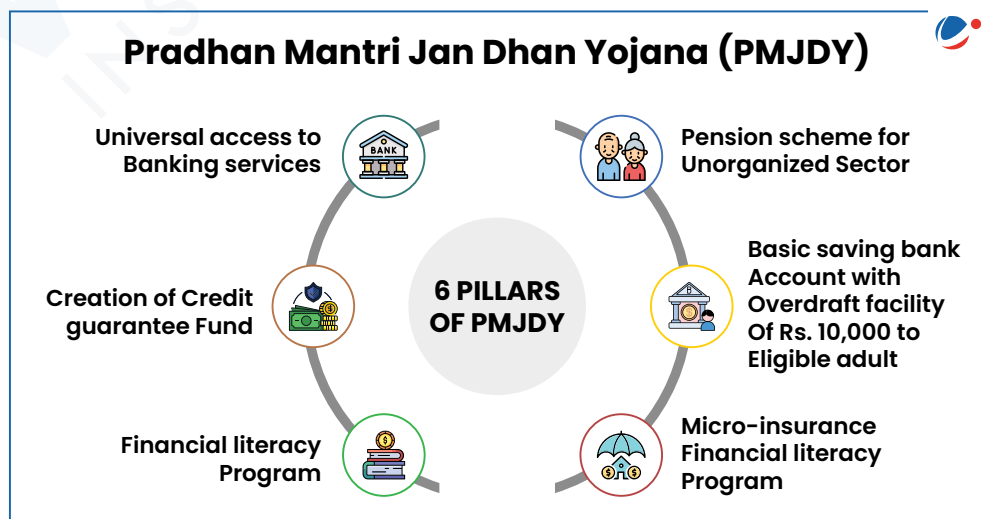 Pradhan Mantri Jan Dhan Yojana (PMJDY)
Universal access to
Banking services
BANK
Creation of Credit
guarantee Fund
Financial literacy
Program
6 PILLARS
OF PMJDY
Pension scheme for
Unorganized Sector
Basic saving bank
Account with
Overdraft facility
Of Rs. 10,000 to
Eligible adult
Micro-insurance
Financial literacy
Program
INS